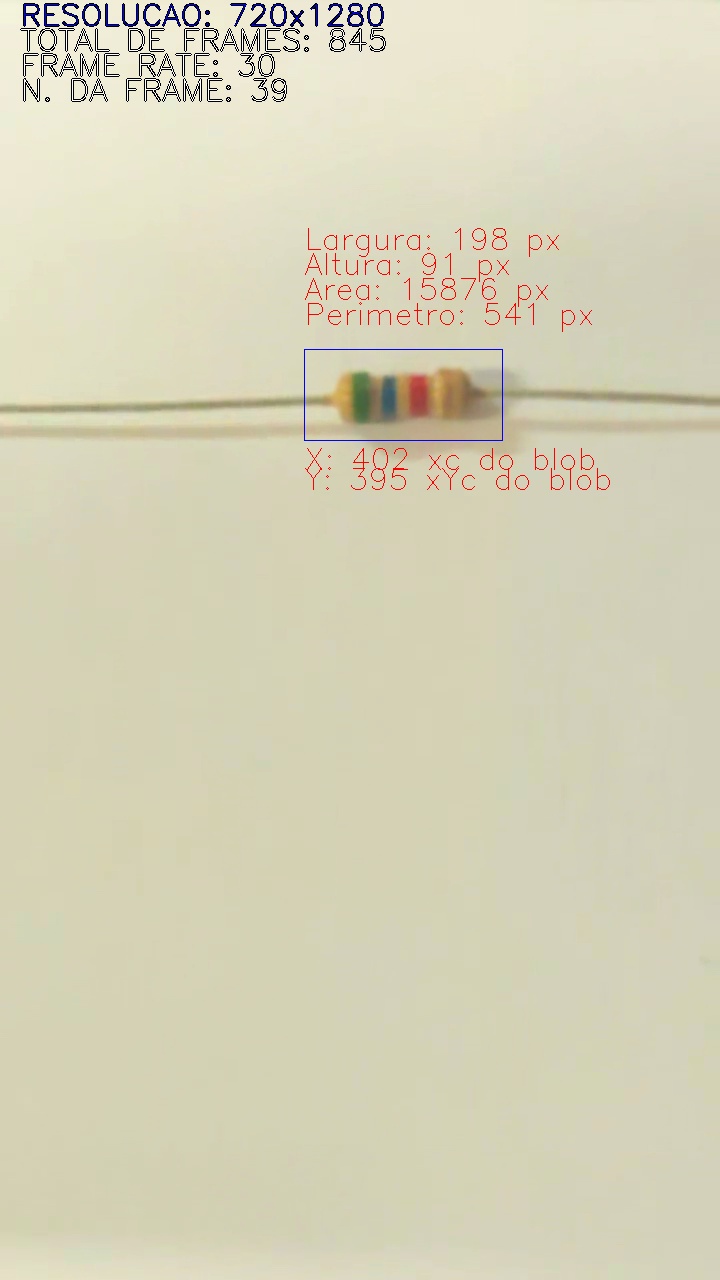 RESOLUCAO: 720x1280
TOTAL DE FRAMES: 845
FRAME RATE: 30
N. DA FRAME: 39
Largura: 198 px
Altura: 91 px
Area: 15876 px
Perimetro: 541 px
X: 402 xc do blob
Y: 395 xYc do blob